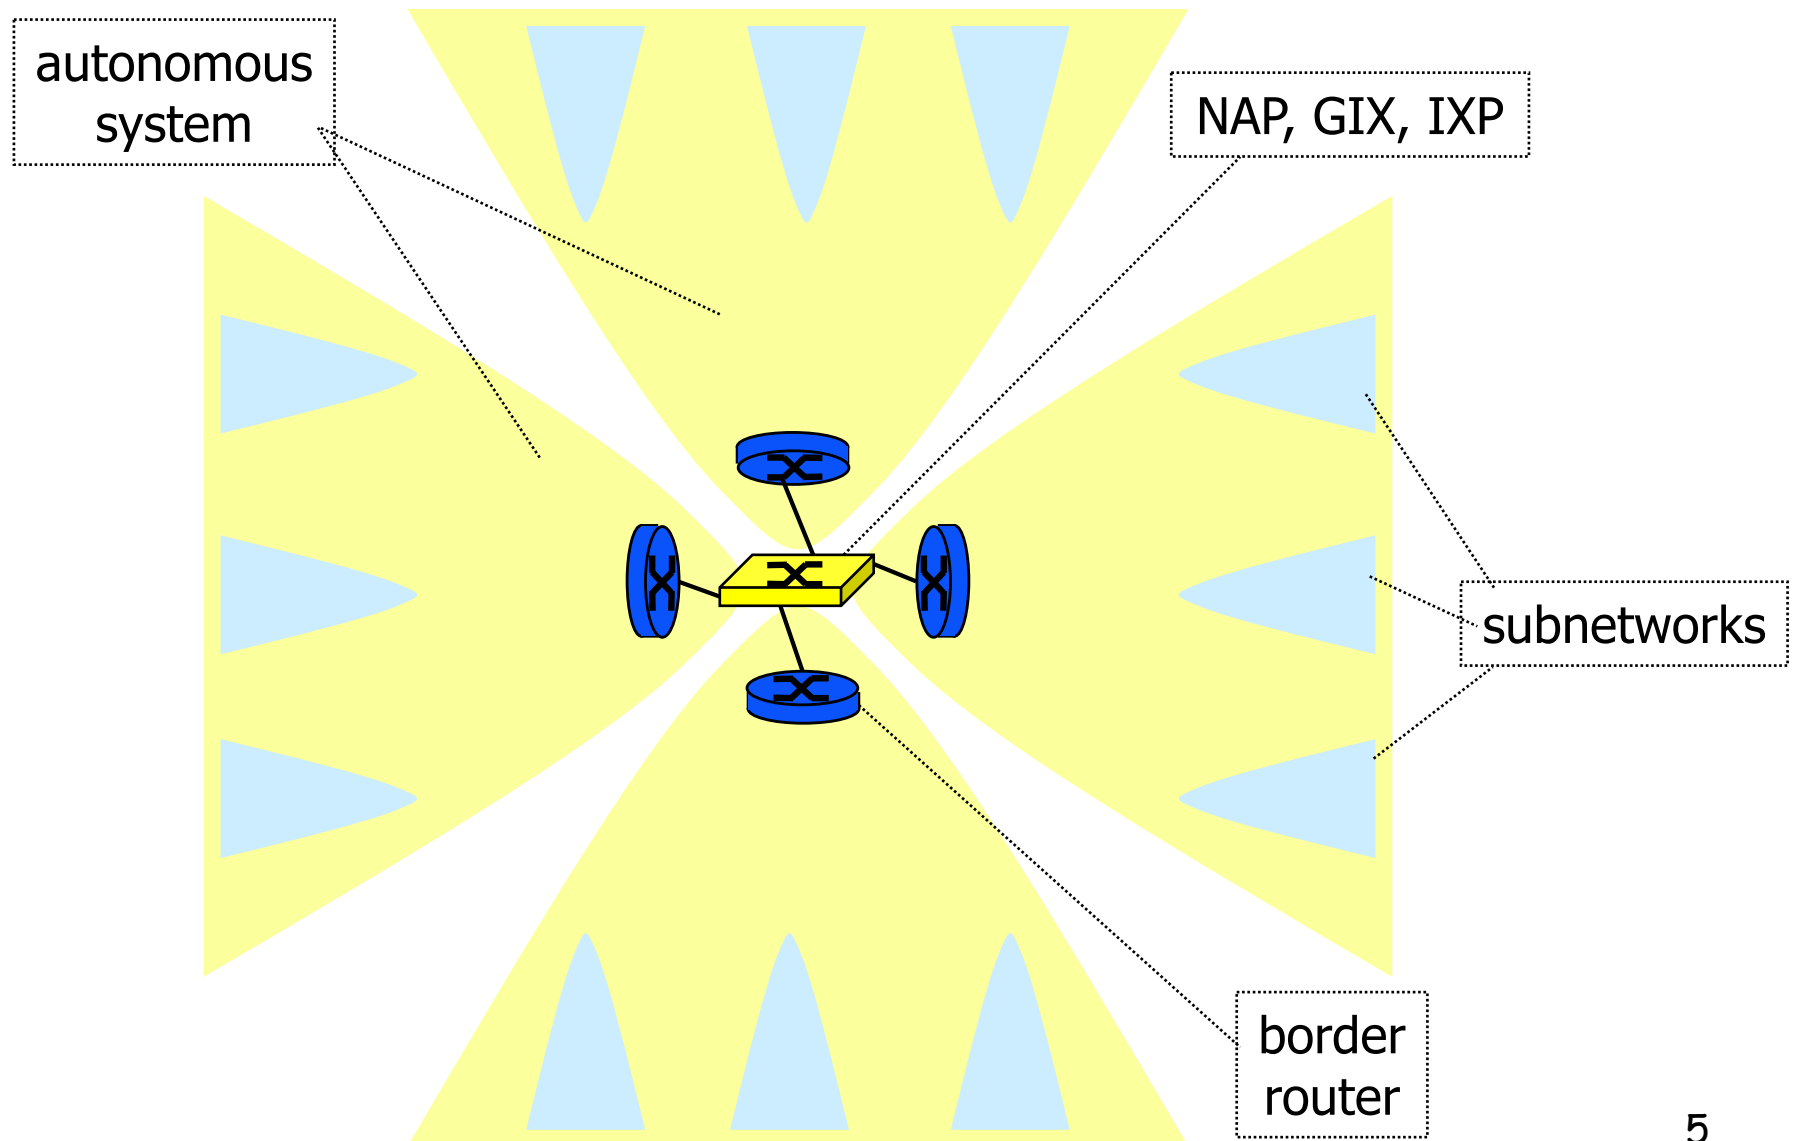 autonomous
system
NAP, GIX, IXP
subnetworks
border
router
5